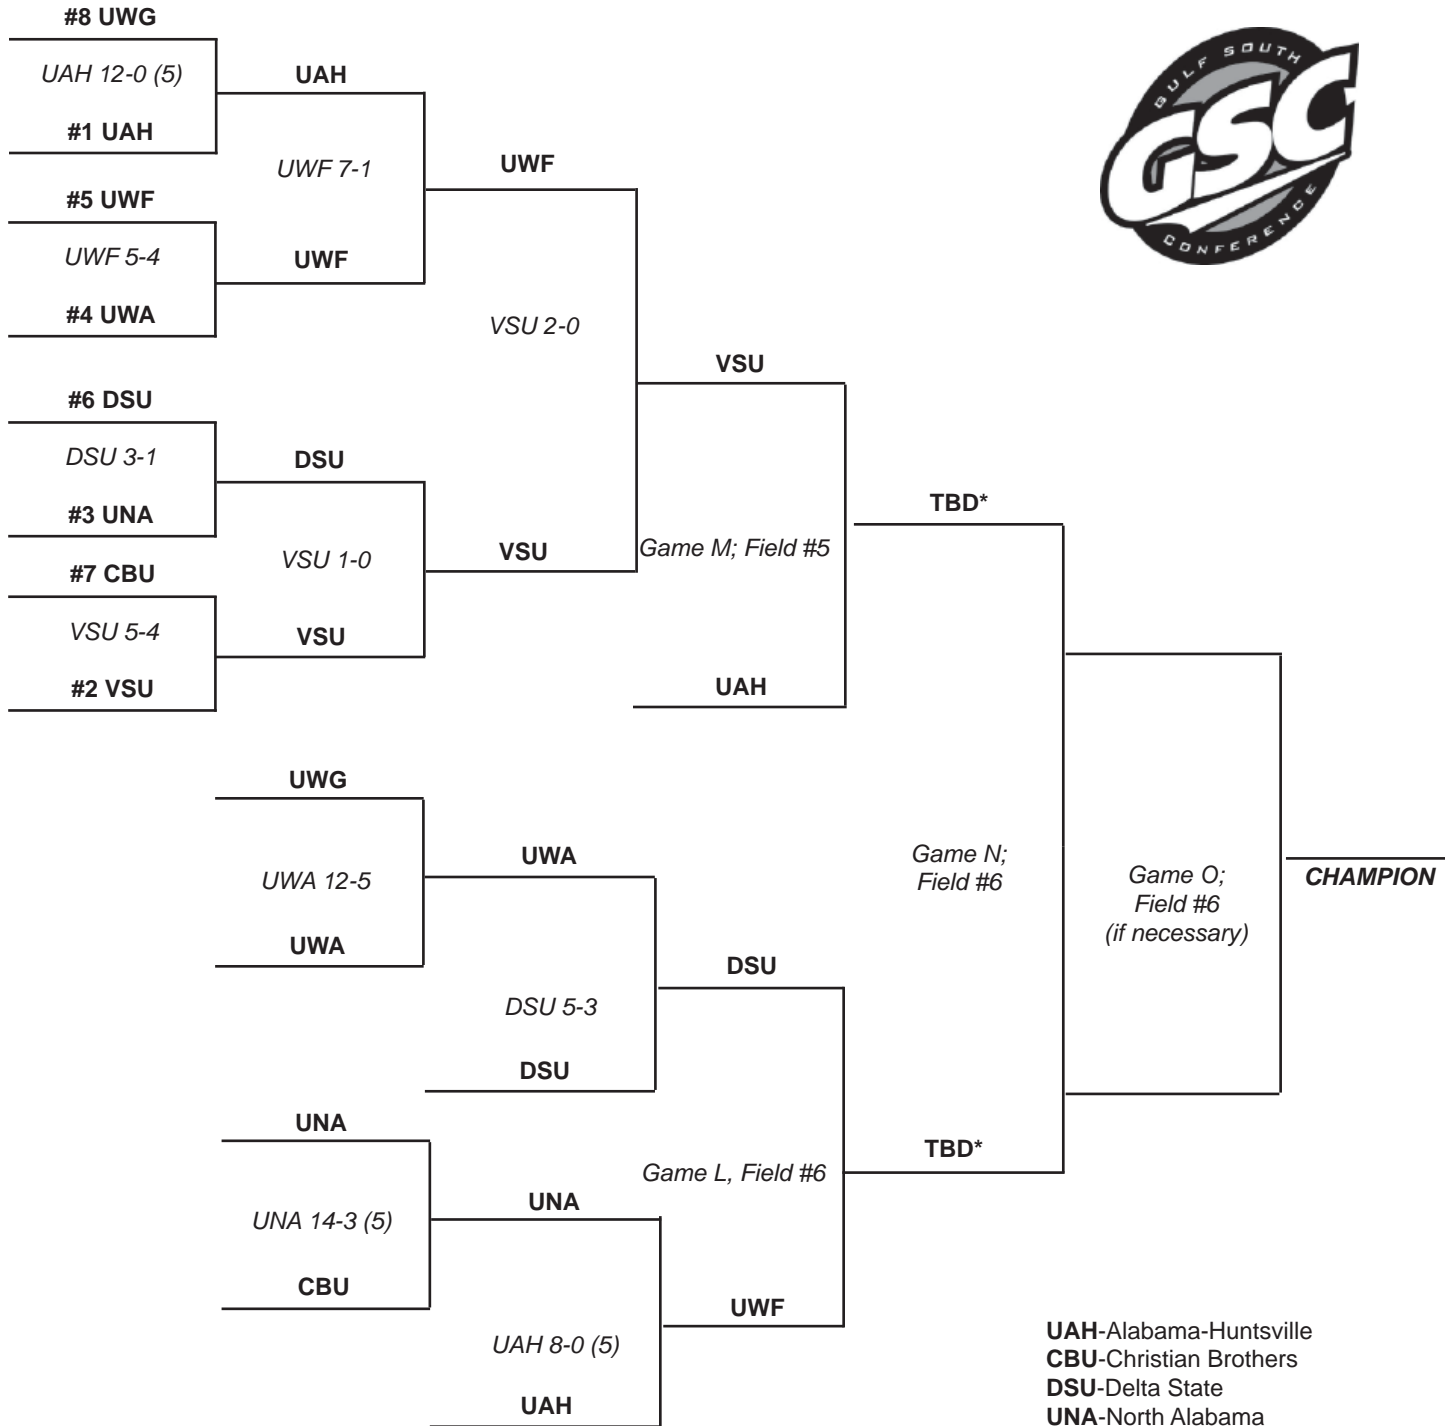 #8 UWG
UAH 12-0 (5)
#1 UAH
UAH
UWF 7-1
#5 UWF
UWF 5-4
#4 UWA
UWF
UWF
VSU 2-0
#6 DSU
DSU 3-1
#3 UNA
DSU
VSU 1-0
#7 CBU
VSU 5-4
#2 VSU
VSU
VSU
VSU
Game M; Field #5
UAH
TBD*
UWG
UWA 12-5
UWA
UWA
DSU 5-3
DSU
DSU
UNA
UNA 14-3 (5)
CBU
UNA
UAH 8-0 (5)
UAH
Game L, Field #6
UWF
TBD*
Game N;
Field #6
Game O;
Field #6
(if necessary)
CHAMPION
GULF SOUTH
GSC
CONFERENCE
UAH-Alabama-Huntsville
CBU-Christian Brothers
DSU-Delta State
UNA-North Alabama